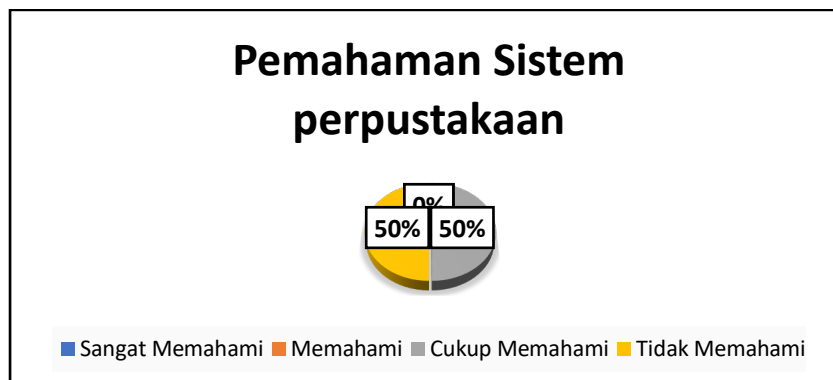 Pemahaman Sistem
perpustakaan
0%
50% 50%
Sangat Memahami Memahami Cukup Memahami Tidak Memahami